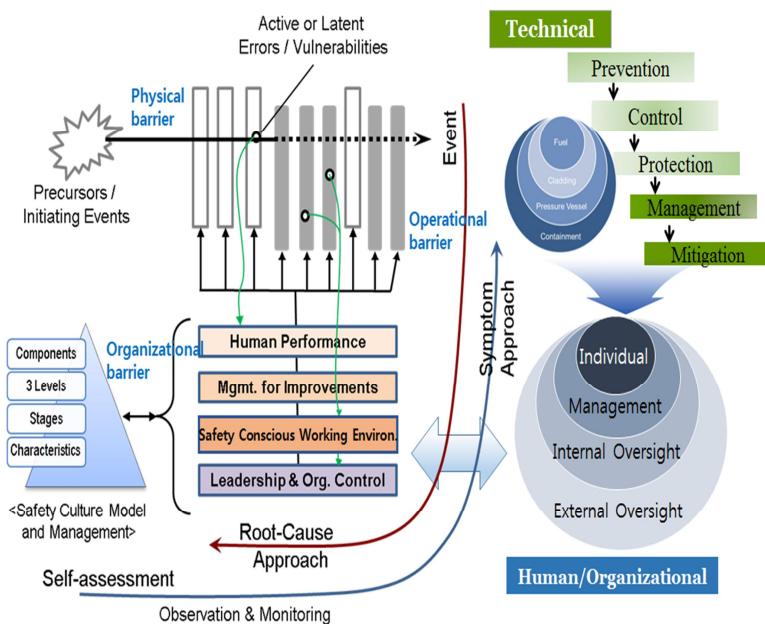 Active or Latent
Errors / Vulnerabilities
Physical
barrier
Precursors /
Initiating Events
Operational
barrier
Event
Symptom
Approach
Technical
Prevention
Control
Protection
Management
Mitigation
Fuel
Cladding
Pressure Vessel
Containment
Components
3 Levels
Stages
Characteristics
<Safety Culture Model
and Management>
Organizational
barrier
Human Performance
Mgmt. for Improvements
Safety Conscious Working Environ.
Leadership & Org. Control
Individual
Management
Internal Oversight
External Oversight
Human/Organizational
Root-Cause
Approach
Self-assessment
Observation & Monitoring